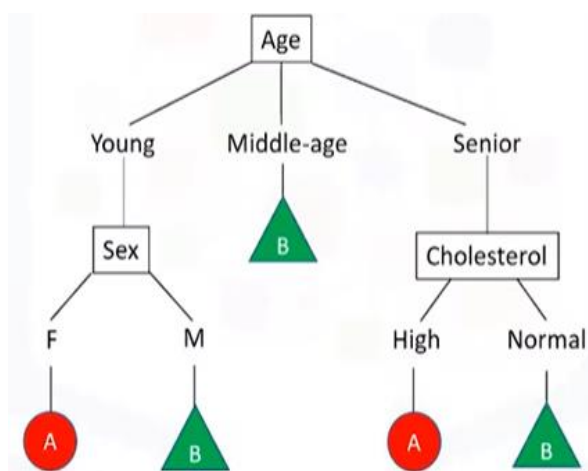 Age
Young Middle-age Senior
B
Sex Cholesterol
F M High Normal
A B A B